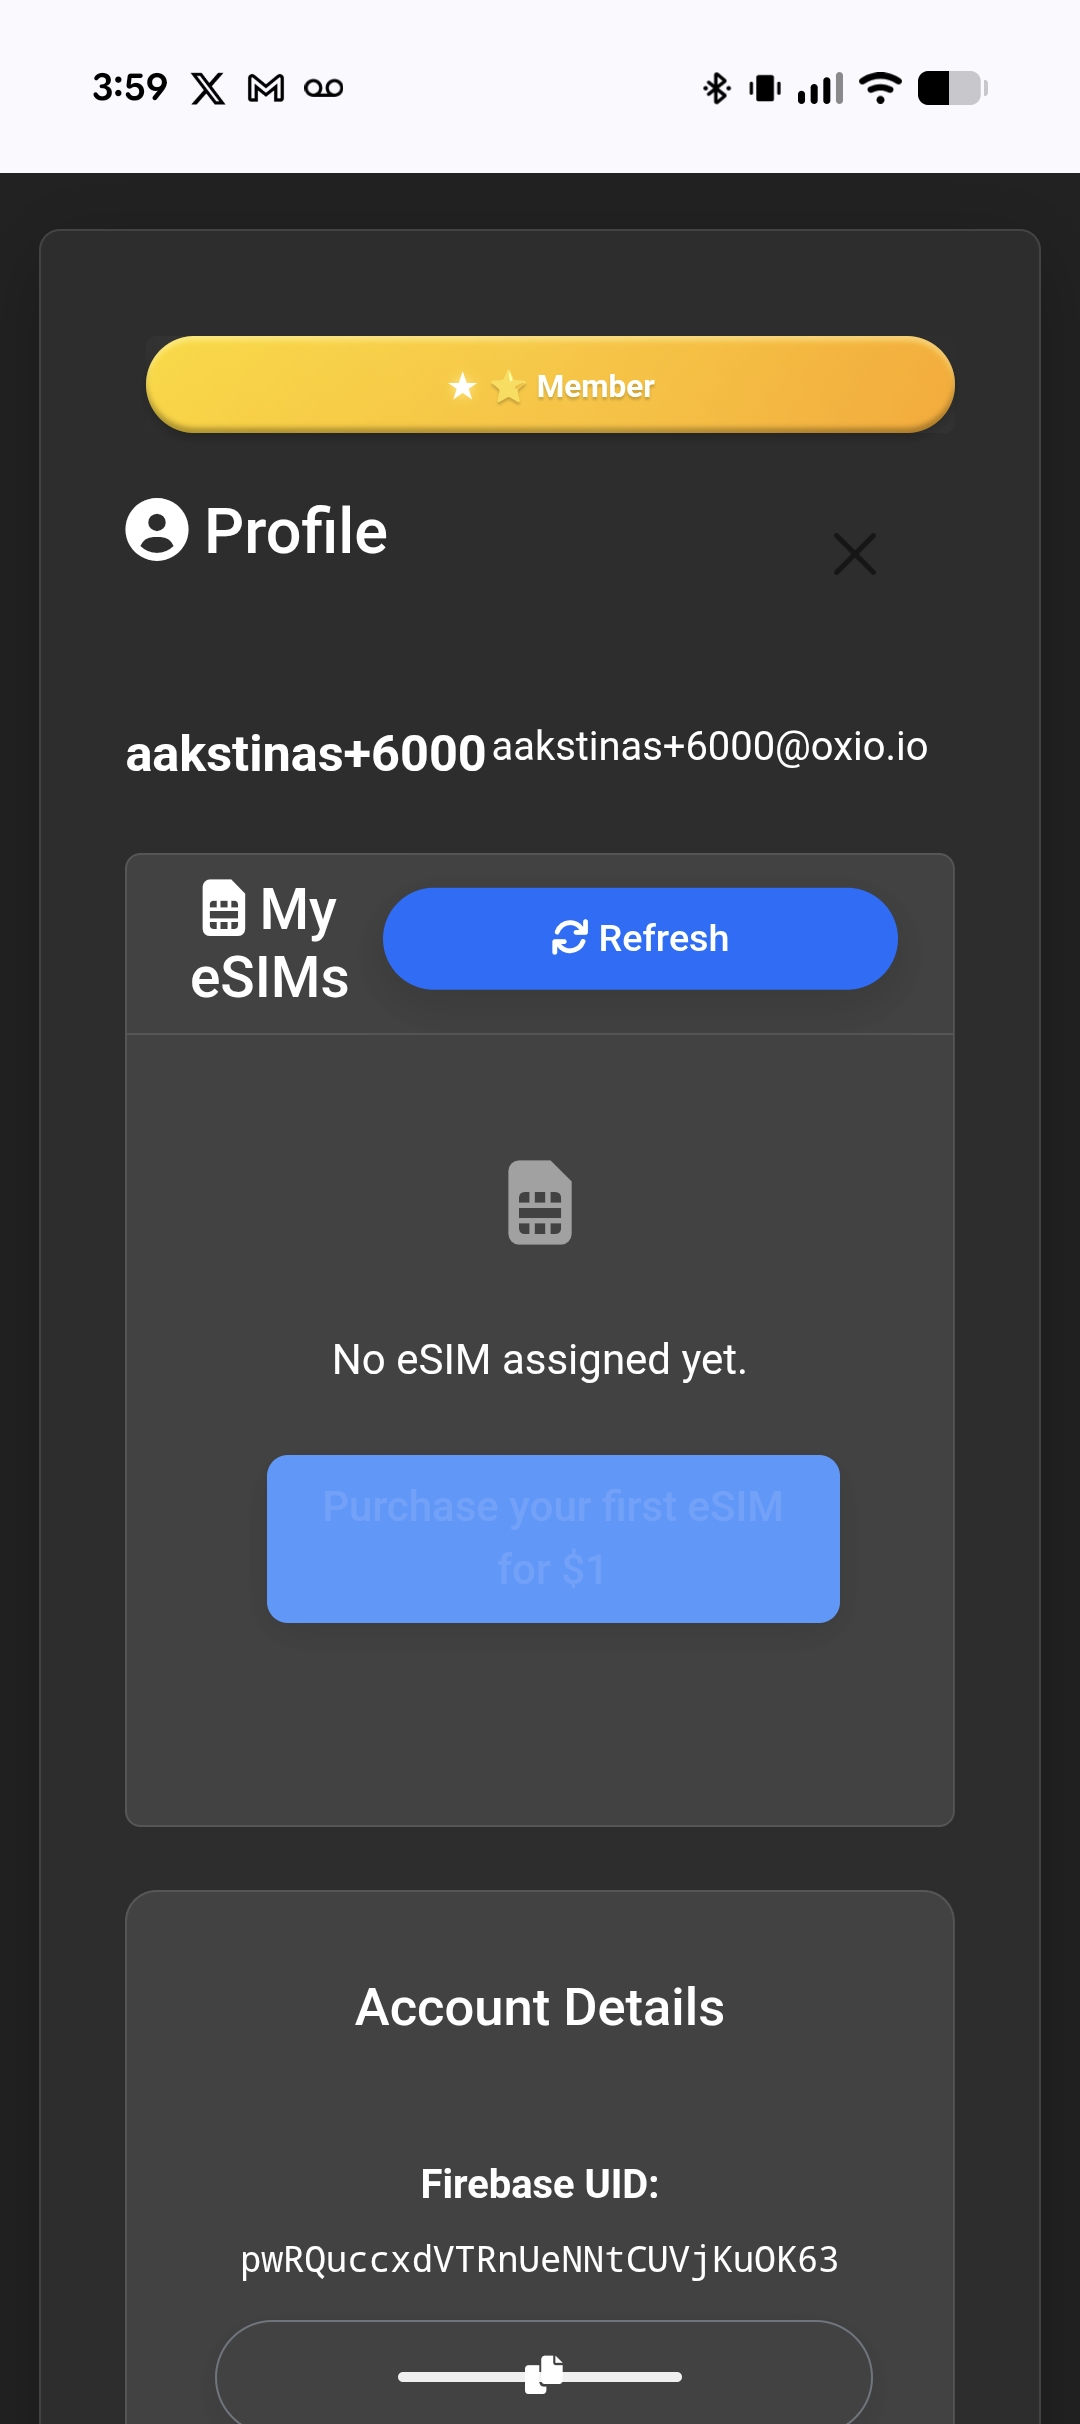 3:59
★ ⭐ Member
Profile
aakstinas+6000 aakstinas+6000@oxio.io
My
eSIMs
Refresh
No eSIM assigned yet.
Purchase your first eSIM
for $1
Account Details
Firebase UID:
pwRQuccxdVTRnUeNNtCUVjKuOK63